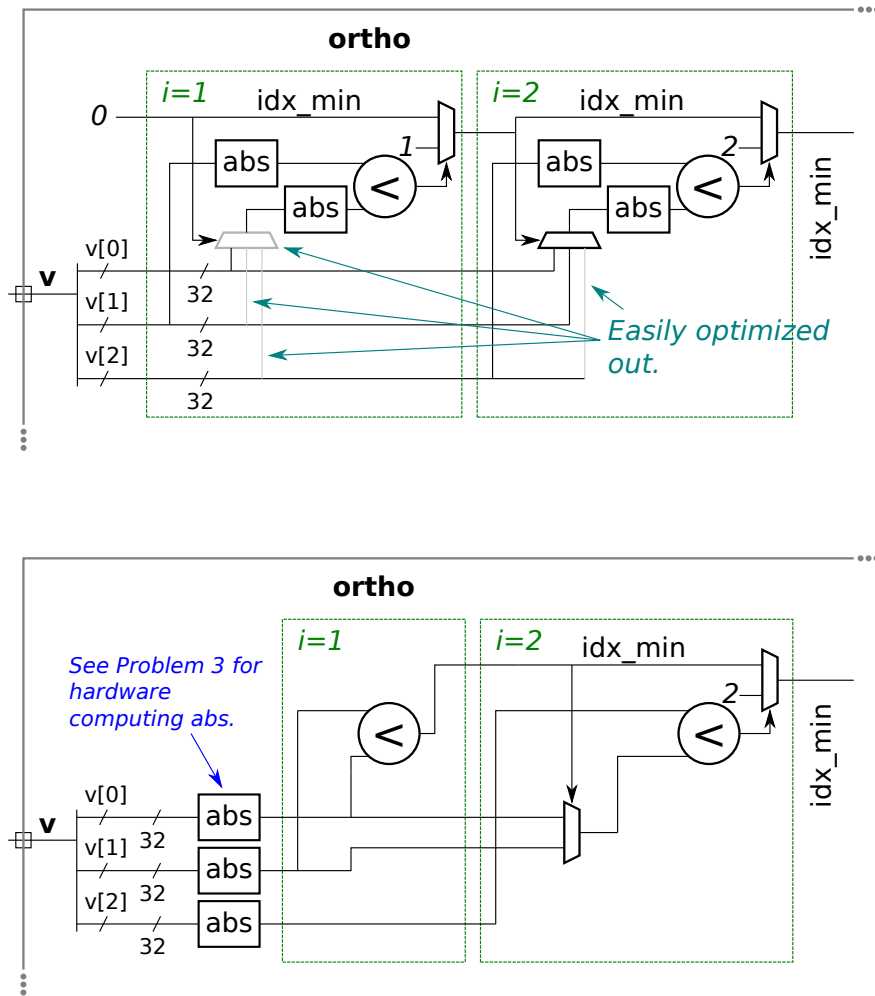 ortho
i=1
idx_min
i=2
idx_min
0
abs
1
<
abs
abs
2
<
abs
idx_min
v
v[0]
32
v[1]
32
v[2]
32
Easily optimized
out.
ortho
i=1
i=2
idx_min
See Problem 3 for
hardware
computing abs.
<
2
<
idx_min
v
v[0]
32
abs
v[1]
32
abs
v[2]
32
abs